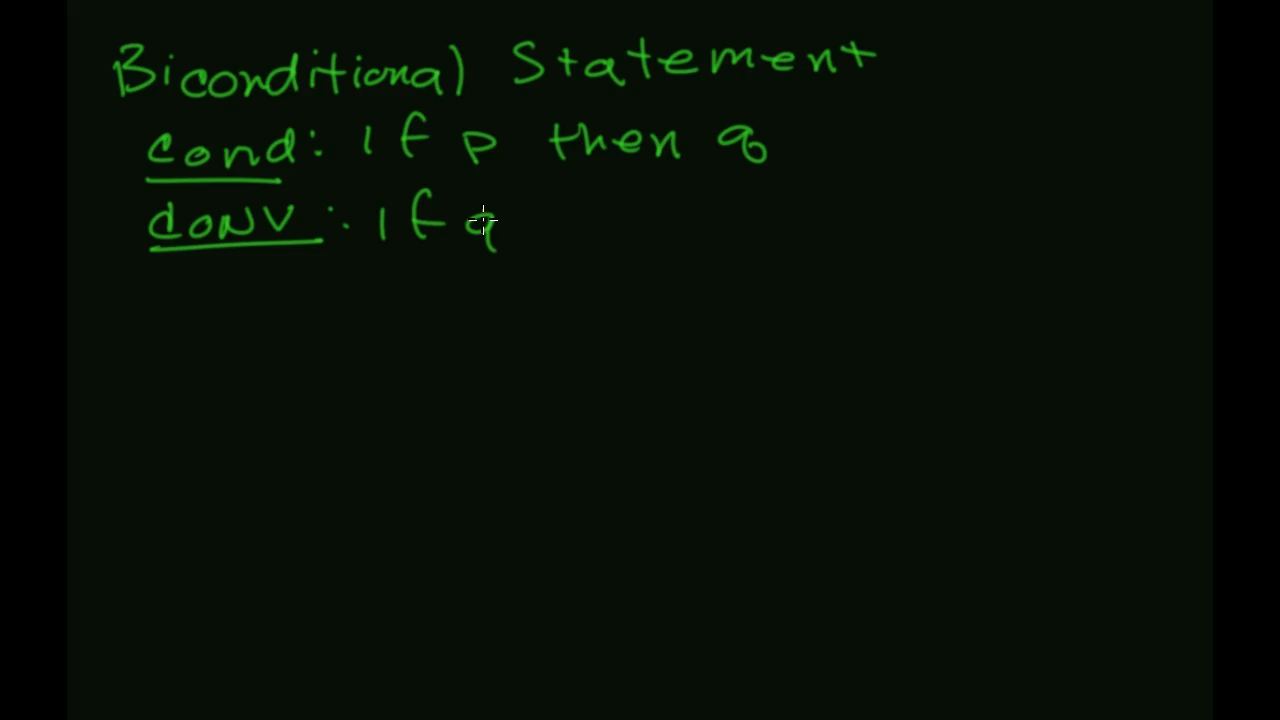 Biconditional Statement
cond: If p then q
conv: If q